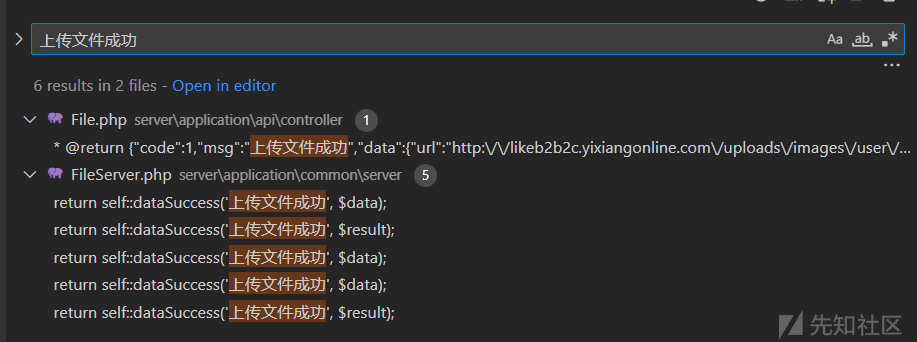 上传文件成功
Aa ab .*
6 results in 2 files - Open in editor
File.php server\application\api\controller 1
* @return {"code":1,"msg":"上传文件成功","data":{"url":"http:\/\/likeb2b2c.yixiangonline.com\/uploads\/images\/user\/...
FileServer.php server\application\common\server 5
return self::dataSuccess('上传文件成功', $data);
return self::dataSuccess('上传文件成功', $result);
return self::dataSuccess('上传文件成功', $data);
return self::dataSuccess('上传文件成功', $data);
return self::dataSuccess('上传文件成功', $result);
先知社区